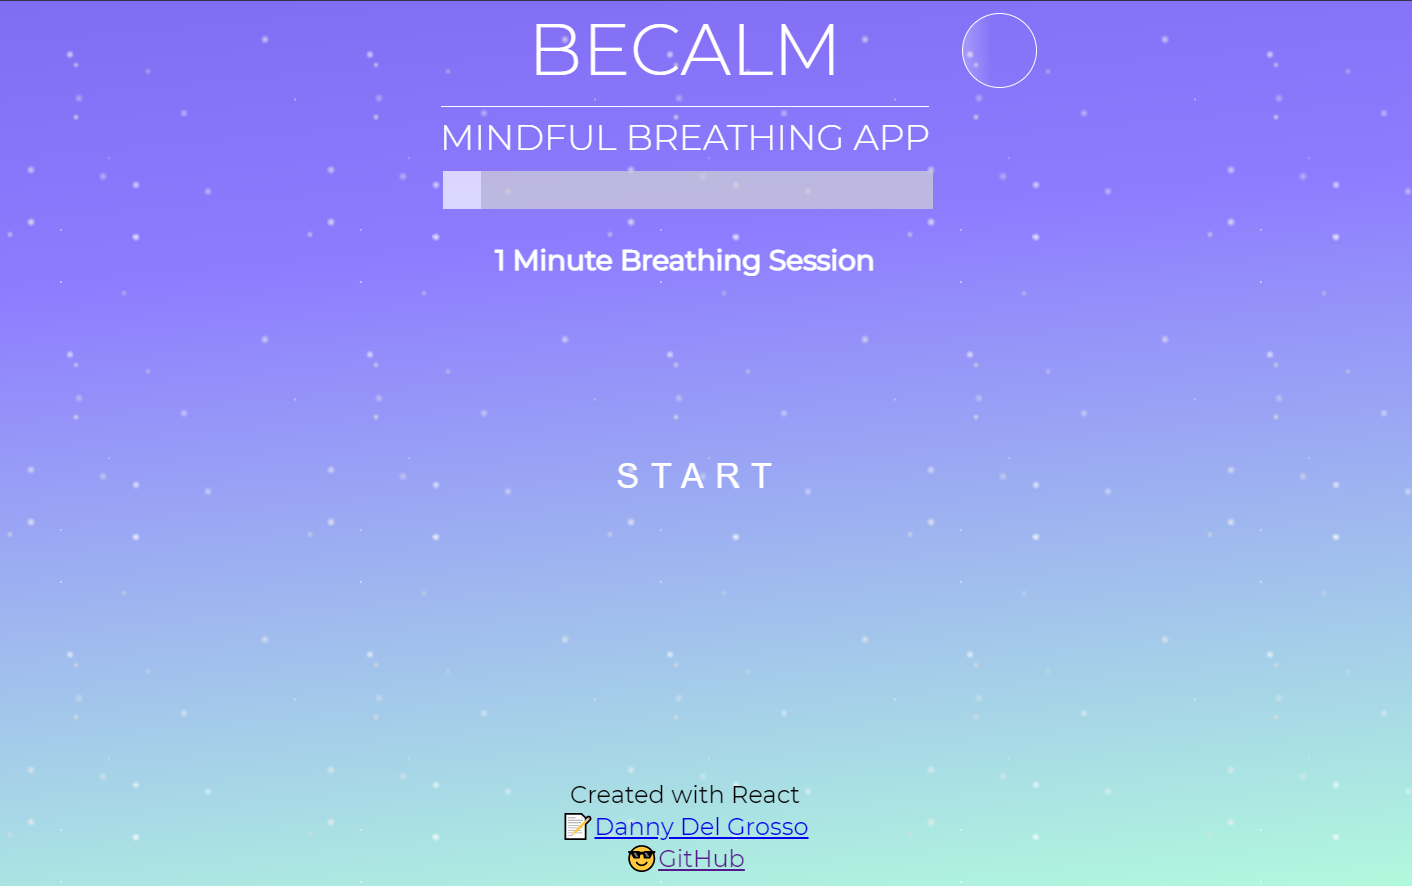 BECALM
MINDFUL BREATHING APP
1 Minute Breathing Session
START
Created with React
📝Danny Del Grosso
😎GitHub